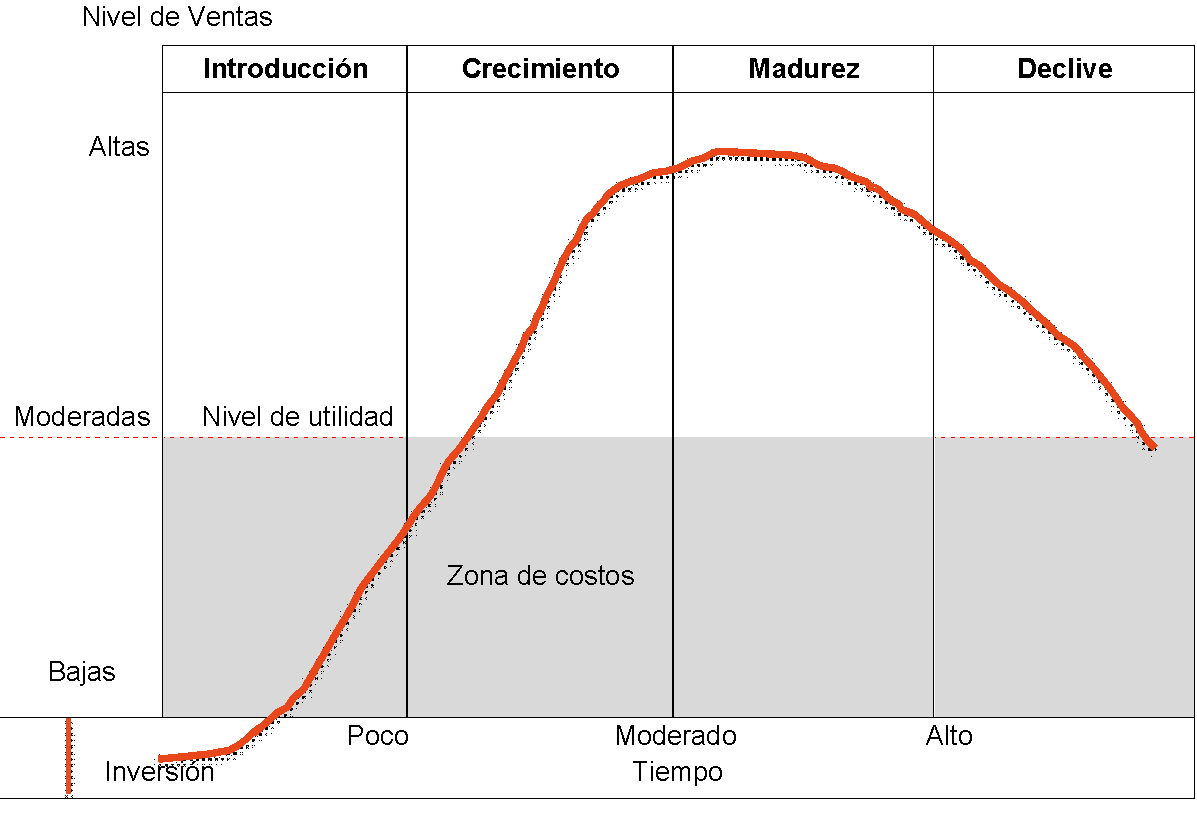 Nivel de Ventas
Introducción Crecimiento Madurez Declive
Altas
Moderadas Nivel de utilidad
Zona de costos
Bajas
Poco Moderado Alto
Inversión Tiempo